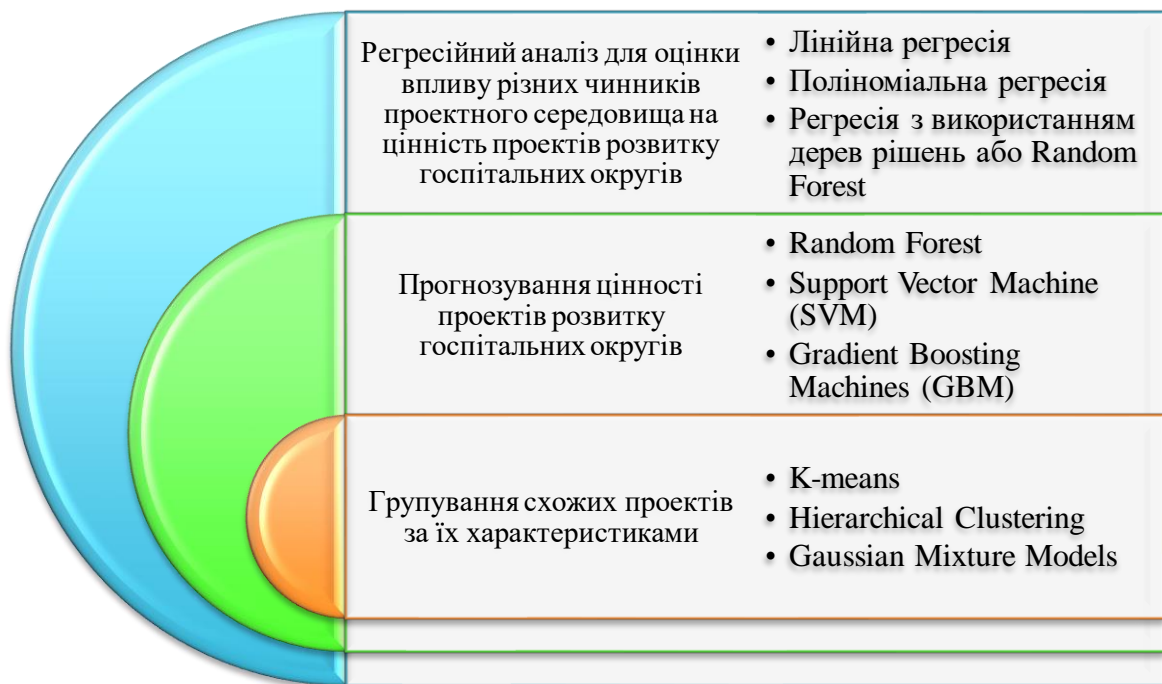 Регресійний аналіз для оцінки
впливу різних чинників
проектного середовища на
цінність проектів розвитку
госпітальних округів
• Лінійна регресія
• Поліноміальна регресія
• Регресія з використанням
дерев рішень або Random
Forest
Прогнозування цінності
проектів розвитку
госпітальних округів
• Random Forest
• Support Vector Machine
(SVM)
• Gradient Boosting
Machines (GBM)
Групування схожих проектів
за їх характеристиками
• K-means
• Hierarchical Clustering
• Gaussian Mixture Models